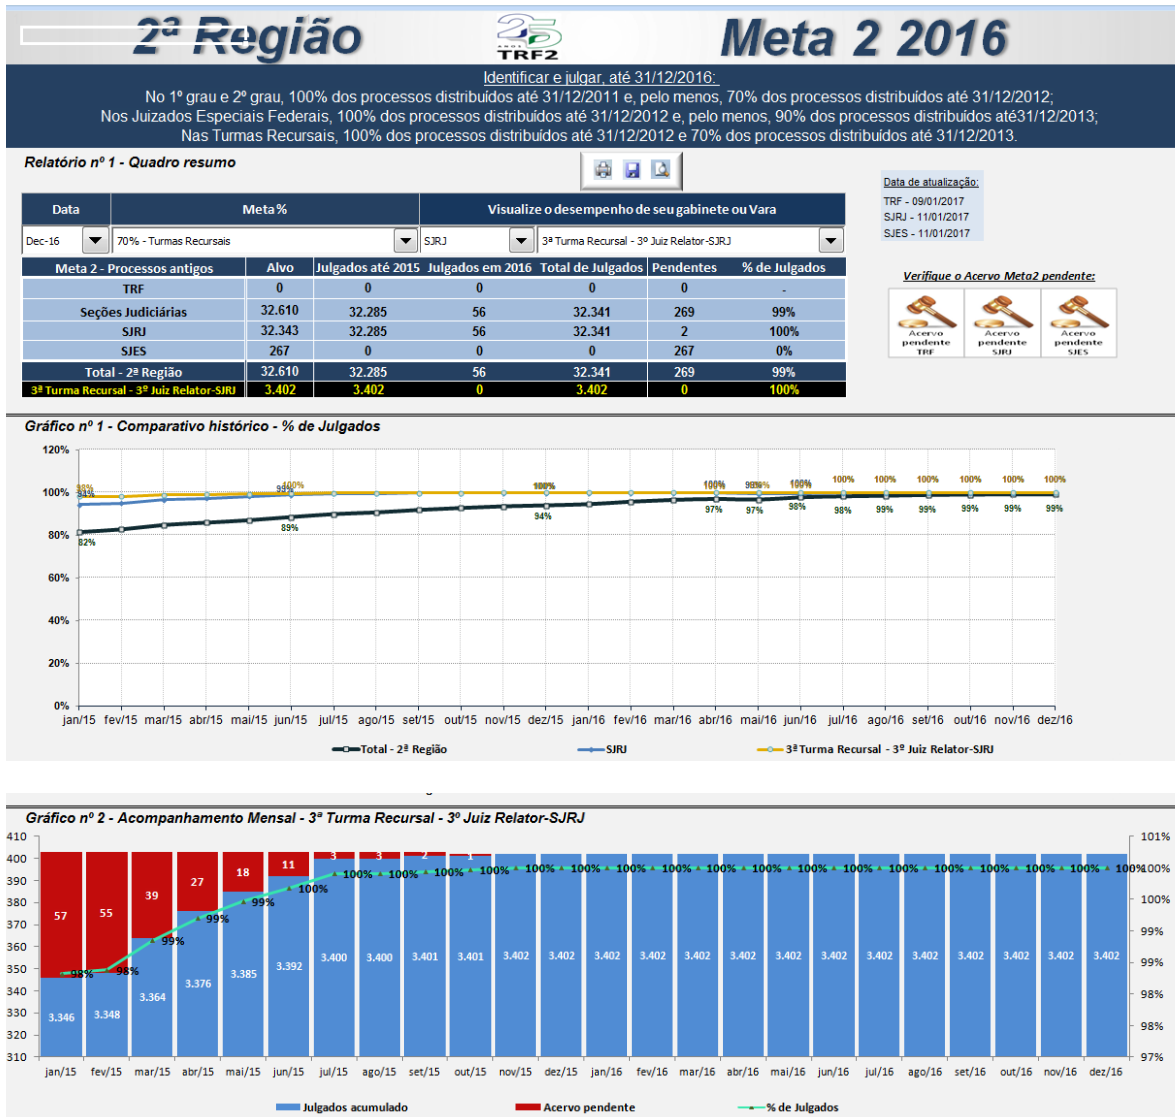 2ª Região
25
ANOS
TRF2
Meta 2 2016
Identificar e julgar, até 31/12/2016:
No 1º grau e 2º grau, 100% dos processos distribuídos até 31/12/2011 e, pelo menos, 70% dos processos distribuídos até 31/12/2012;
Nos Juizados Especiais Federais, 100% dos processos distribuídos até 31/12/2012 e, pelo menos, 90% dos processos distribuídos até31/12/2013;
Nas Turmas Recursais, 100% dos processos distribuídos até 31/12/2012 e 70% dos processos distribuídos até 31/12/2013.
Relatório nº 1 - Quadro resumo
Data de atualização:
TRF - 09/01/2017
SJRJ - 11/01/2017
SJES - 11/01/2017
Data Meta% Visualize o desempenho de seu gabinete ou Vara
Dec-16 70% - Turmas Recursais SJRJ 3ª Turma Recursal - 3º Juiz Relator-SJRJ
Meta 2 - Processos antigos Alvo Julgados até 2015 Julgados em 2016 Total de Julgados Pendentes % de Julgados
TRF 0 0 0 0 0 -
Seções Judiciárias 32.610 32.285 56 32.341 269 99%
SJRJ 32.343 32.285 56 32.341 2 100%
SJES 267 0 0 0 267 0%
Total - 2ª Região 32.610 32.285 56 32.341 269 99%
3ª Turma Recursal - 3º Juiz Relator-SJRJ 3.402 3.402 0 3.402 0 100%
Verifique o Acervo Meta2 pendente:
Acervo pendente TRF
Acervo pendente SJRJ
Acervo pendente SJES
Gráfico nº 1 - Comparativo histórico - % de Julgados
120%
100%
80%
60%
40%
20%
0%
98% 100% 100% 100% 100% 100% 100% 100% 100% 100%
94% 99% 100% 99% 100%
82% 89% 94% 97% 97% 98% 98% 99% 99% 99% 99% 99%
jan/15 fev/15 mar/15 abr/15 mai/15 jun/15 jul/15 ago/15 set/15 out/15 nov/15 dez/15 jan/16 fev/16 mar/16 abr/16 mai/16 jun/16 jul/16 ago/16 set/16 out/16 nov/16 dez/16
Total - 2ª Região SJRJ 3ª Turma Recursal - 3º Juiz Relator-SJRJ
Gráfico nº 2 - Acompanhamento Mensal - 3ª Turma Recursal - 3º Juiz Relator-SJRJ
410
400
390
380
370
360
350
340
330
320
310
57 55 39 27 18 11 3 3 2 1
98% 98% 99% 99% 99% 100% 100% 100% 100% 100% 100% 100% 100% 100% 100% 100% 100% 100% 100% 100% 100% 100% 100% 100%
3.346 3.348 3.364 3.376 3.385 3.392 3.400 3.400 3.401 3.401 3.402 3.402 3.402 3.402 3.402 3.402 3.402 3.402 3.402 3.402 3.402 3.402 3.402 3.402
101%
100%
100%
99%
99%
98%
98%
97%
jan/15 fev/15 mar/15 abr/15 mai/15 jun/15 jul/15 ago/15 set/15 out/15 nov/15 dez/15 jan/16 fev/16 mar/16 abr/16 mai/16 jun/16 jul/16 ago/16 set/16 out/16 nov/16 dez/16
Julgados acumulado Acervo pendente % de Julgados